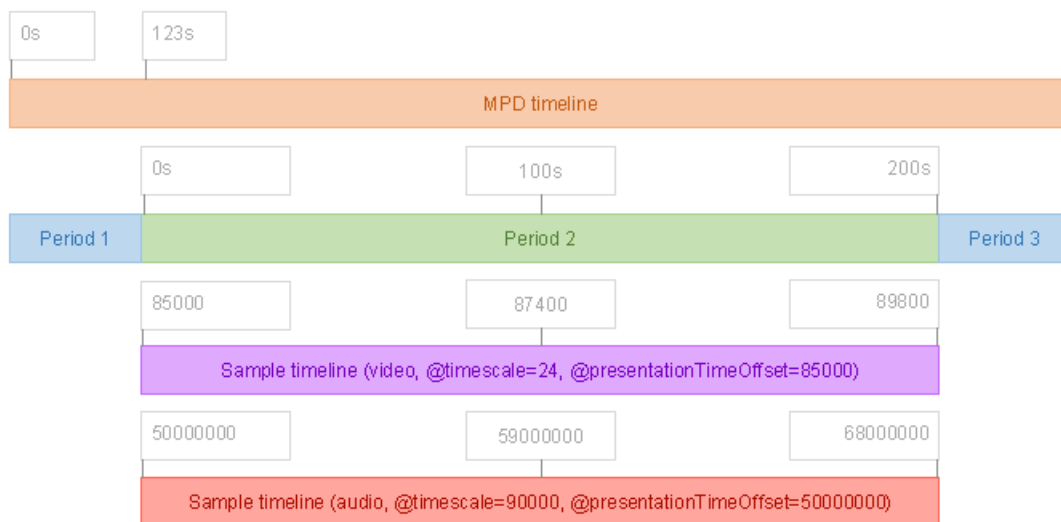 0s
123s
MPD timeline
0s
100s
200s
Period 1
Period 2
Period 3
85000
87400
89800
Sample timeline (video, @timescale=24, @presentationTimeOffset=85000)
50000000
59000000
68000000
Sample timeline (audio, @timescale=90000, @presentationTimeOffset=50000000)